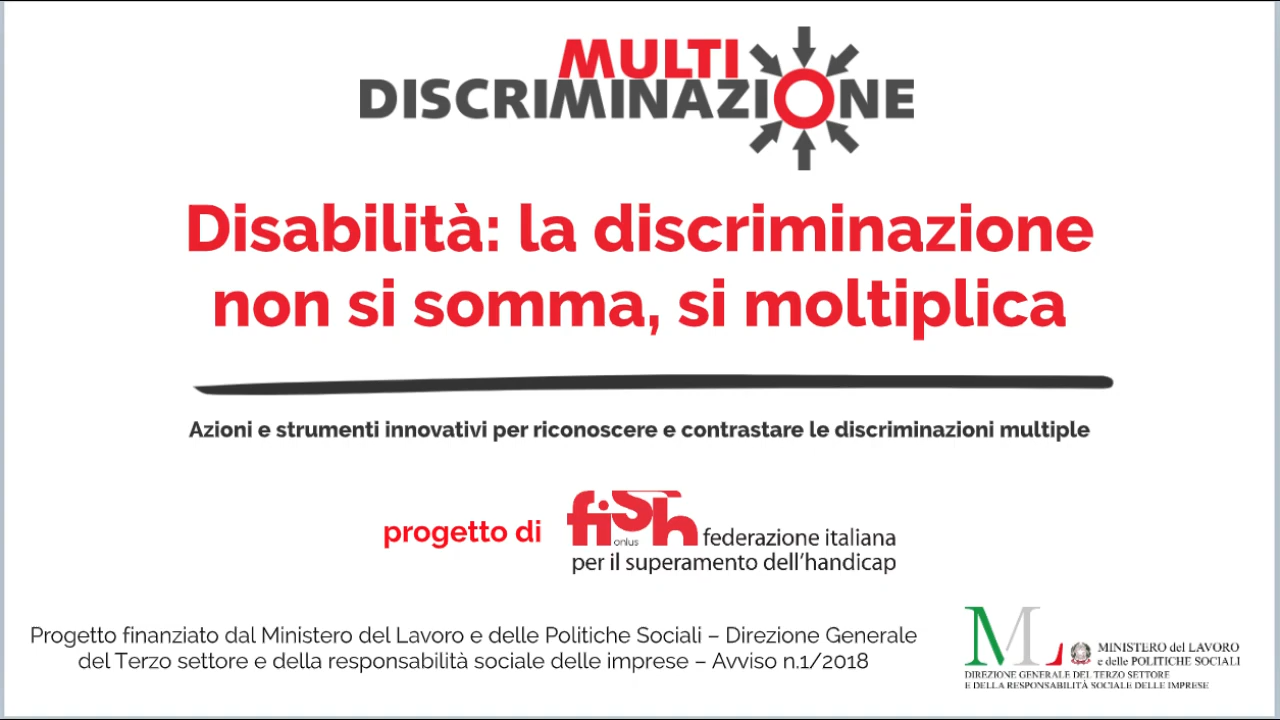 MULTI
DISCRIMINAZIONE
Disabilità: la discriminazione
non si somma, si moltiplica
Azioni e strumenti innovativi per riconoscere e contrastare le discriminazioni multiple
progetto di
fish
onlus
federazione italiana
per il superamento dell'handicap
Progetto finanziato dal Ministero del Lavoro e delle Politiche Sociali – Direzione Generale
del Terzo settore e della responsabilità sociale delle imprese – Avviso n.1/2018
ML
MINISTERO del LAVORO
e delle POLITICHE SOCIALI
DIREZIONE GENERALE DEL TERZO SETTORE
E DELLA RESPONSABILITÀ SOCIALE DELLE IMPRESE